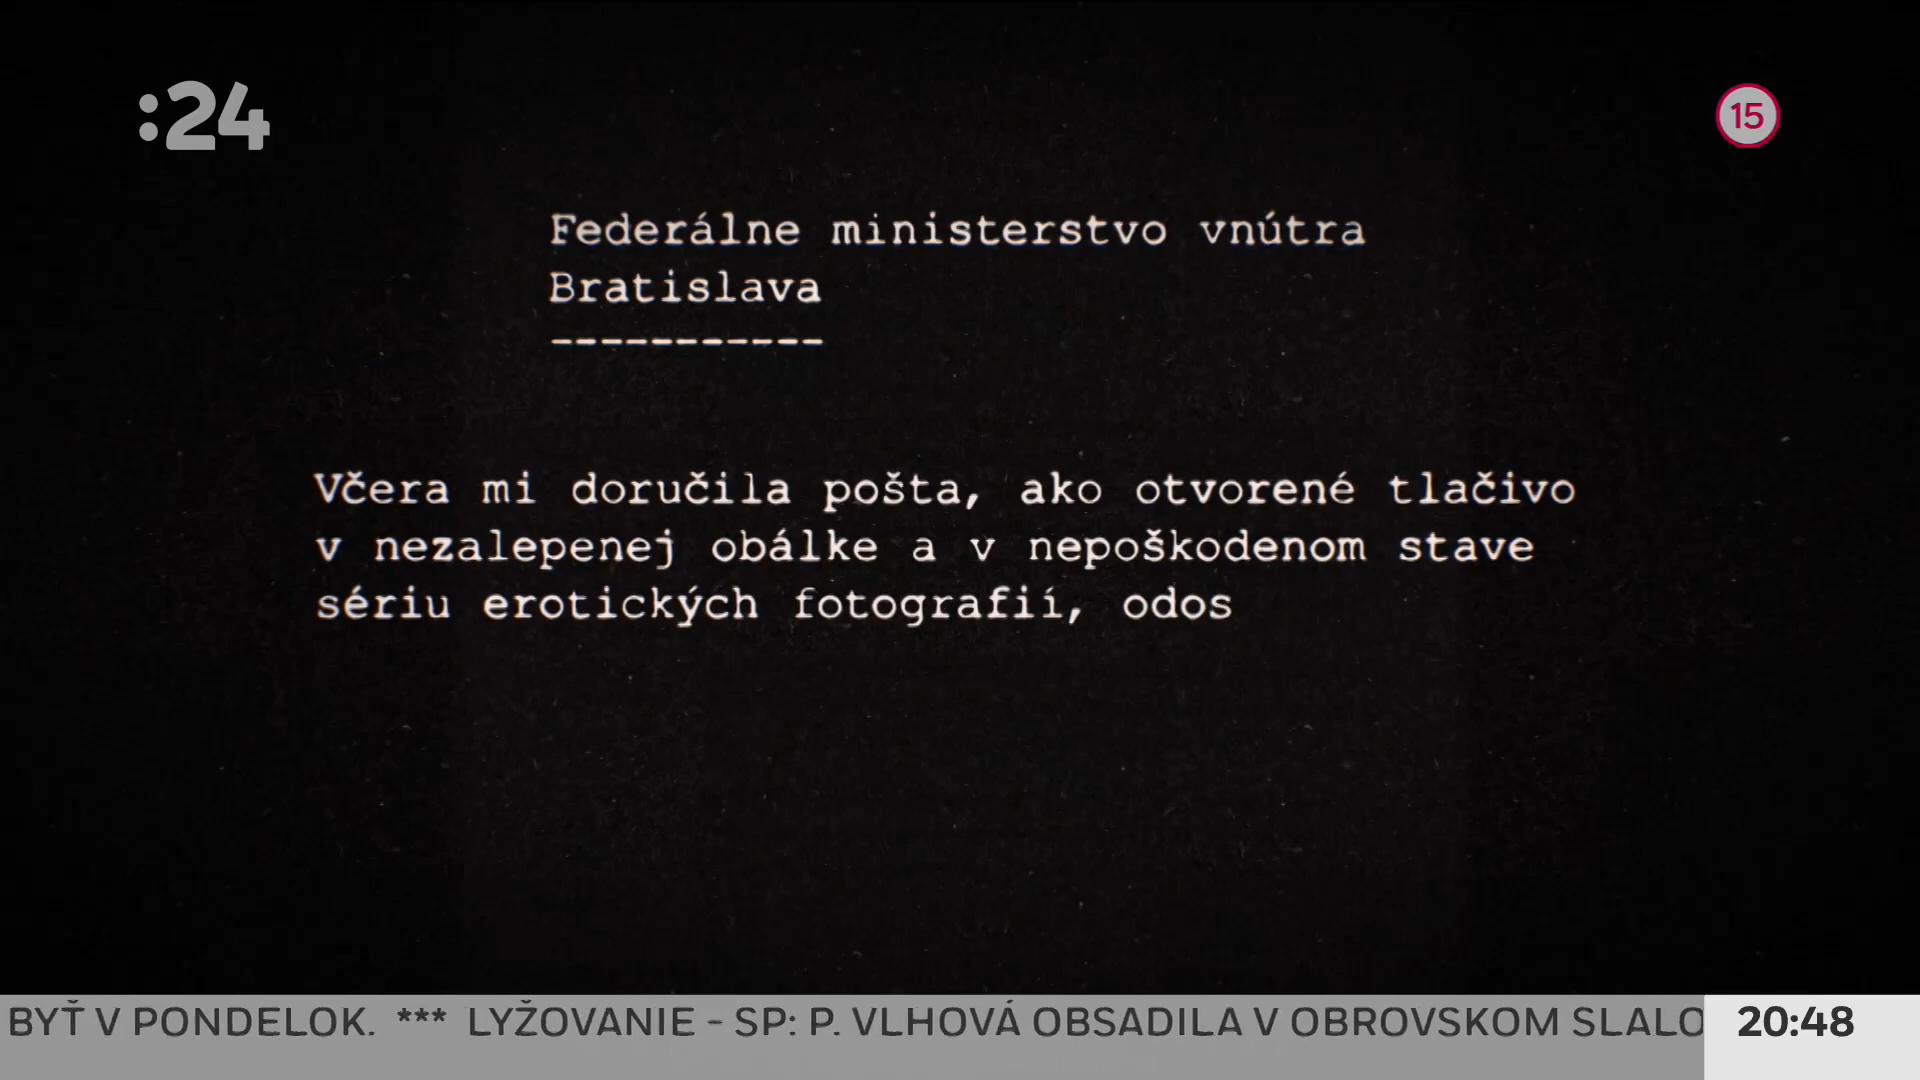 :24
15
Federálne ministerstvo vnútra
Bratislava
-----------
Včera mi doručila pošta, ako otvorené tlačivo
v nezalepenej obálke a v nepoškodenom stave
sériu erotických fotografií, odos
BYŤ V PONDELOK. *** LYŽOVANIE - SP: P. VLHOVÁ OBSADILA V OBROVSKOM SLALO
20:48